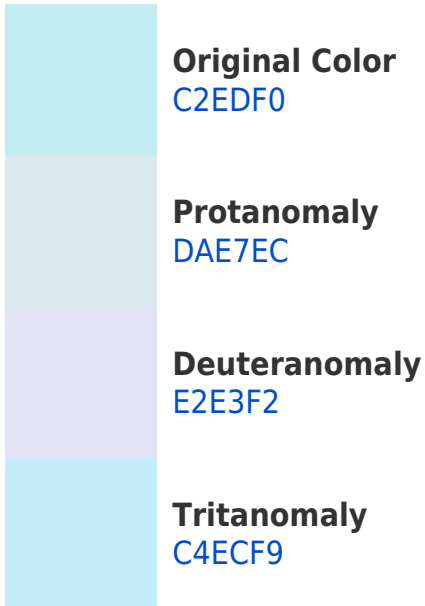 Original Color
C2EDF0
Protanomaly
DAE7EC
Deuteranomaly
E2E3F2
Tritanomaly
C4ECF9